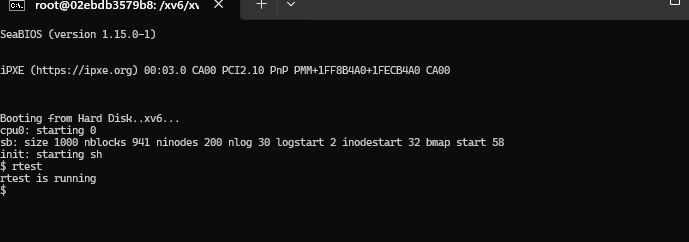 root@02ebdb3579b8: /xv6/xv
SeaBIOS (version 1.15.0-1)
iPXE (https://ipxe.org) 00:03.0 CA00 PCI2.10 PnP PMM+1FF8B4A0+1FECB4A0 CA00
Booting from Hard Disk..xv6...
cpu0: starting 0
sb: size 1000 nblocks 941 ninodes 200 nlog 30 logstart 2 inodestart 32 bmap start 58
init: starting sh
$ rtest
rtest is running
$